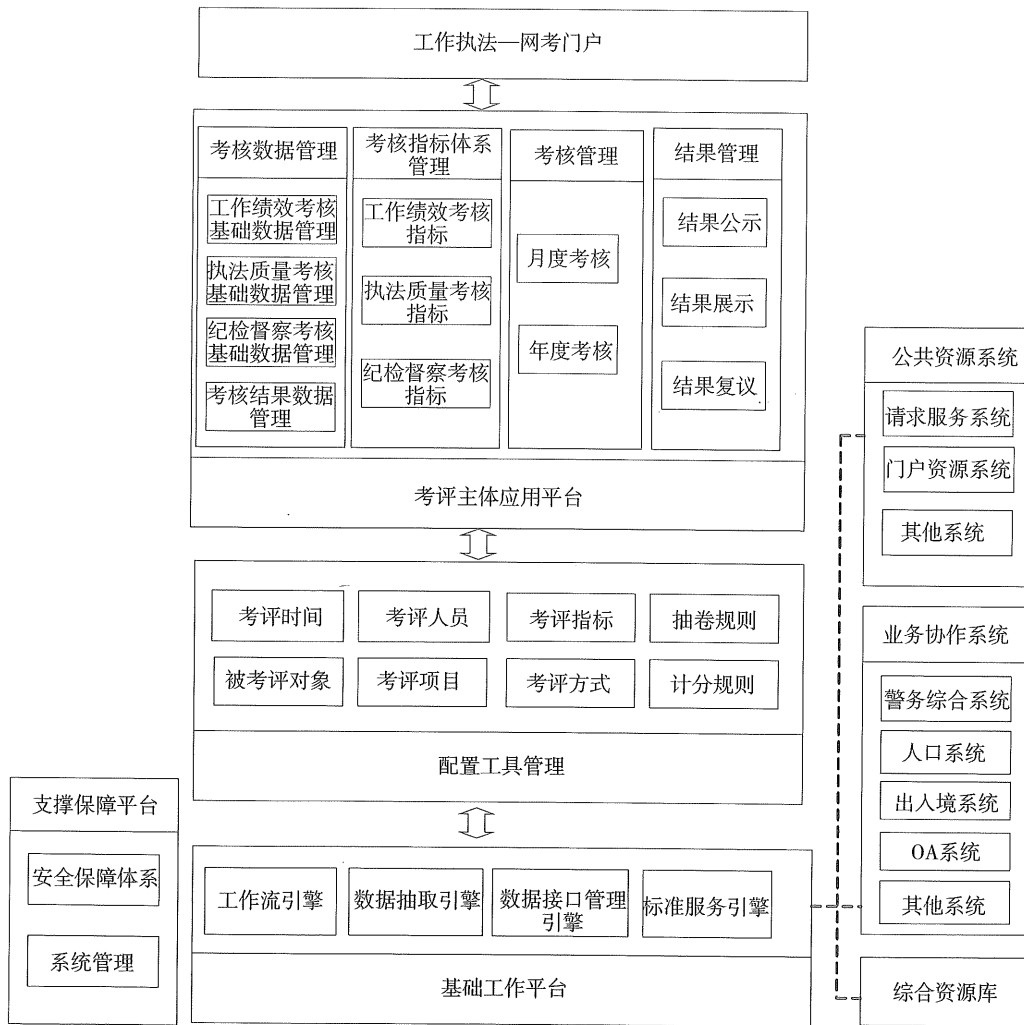 工作执法—网考门户
考核数据管理
工作绩效考核
基础数据管理
执法质量考核
基础数据管理
纪检督察考核
基础数据管理
考核结果数据
管理
考核指标体系
管理
工作绩效考核
指标
执法质量考核
指标
纪检督察考核
指标
考核管理
月度考核
年度考核
结果管理
结果公示
结果展示
结果复议
考评主体应用平台
考评时间
考评人员
考评指标
抽卷规则
被考评对象
考评项目
考评方式
计分规则
配置工具管理
工作流引擎
数据抽取引擎
数据接口管理
引擎
标准服务引擎
基础工作平台
支撑保障平台
安全保障体系
系统管理
公共资源系统
请求服务系统
门户资源系统
其他系统
业务协作系统
警务综合系统
人口系统
出入境系统
OA系统
其他系统
综合资源库